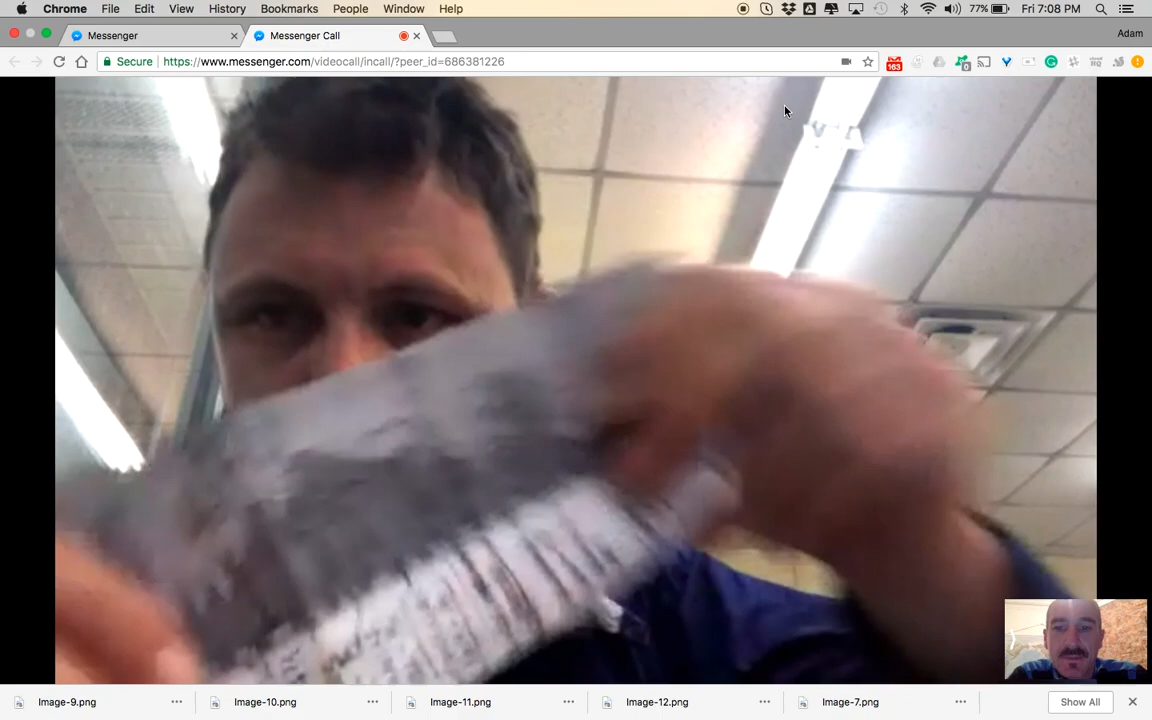 Chrome File Edit View History Bookmarks People Window Help 77% Fri 7:08 PM
Messenger Messenger Call Adam
Secure https://www.messenger.com/videocall/incall/?peer_id=686381226 163 0
Image-9.png Image-10.png Image-11.png Image-12.png Image-7.png Show All